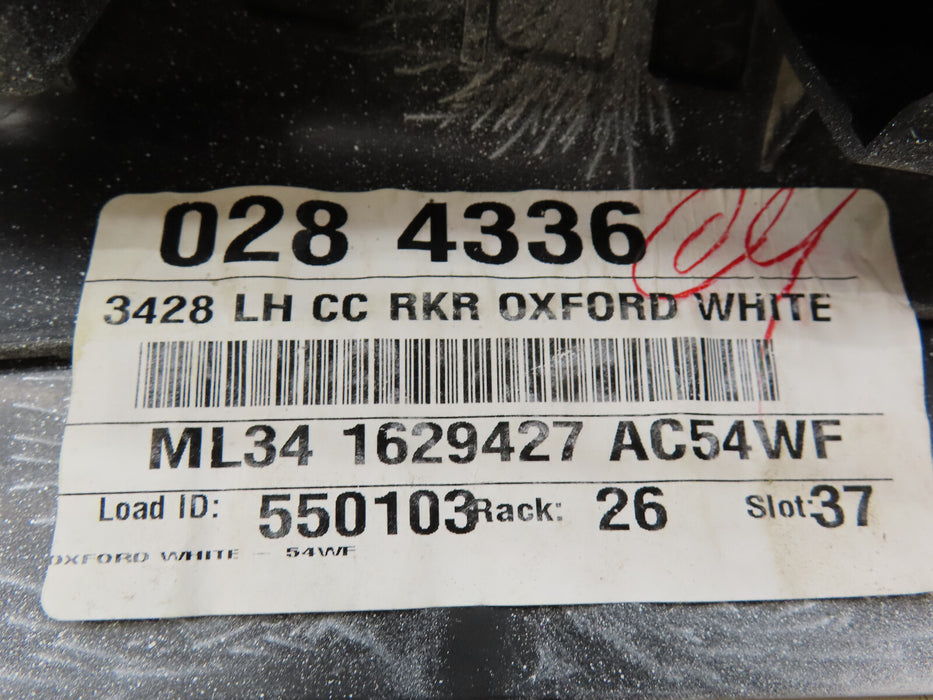 028 4336 04
3428 LH CC RKR OXFORD WHITE
ML34 1629427 AC54WF
Load ID: 550103 Rack: 26 Slot: 37
OXFORD WHITE - 54WF